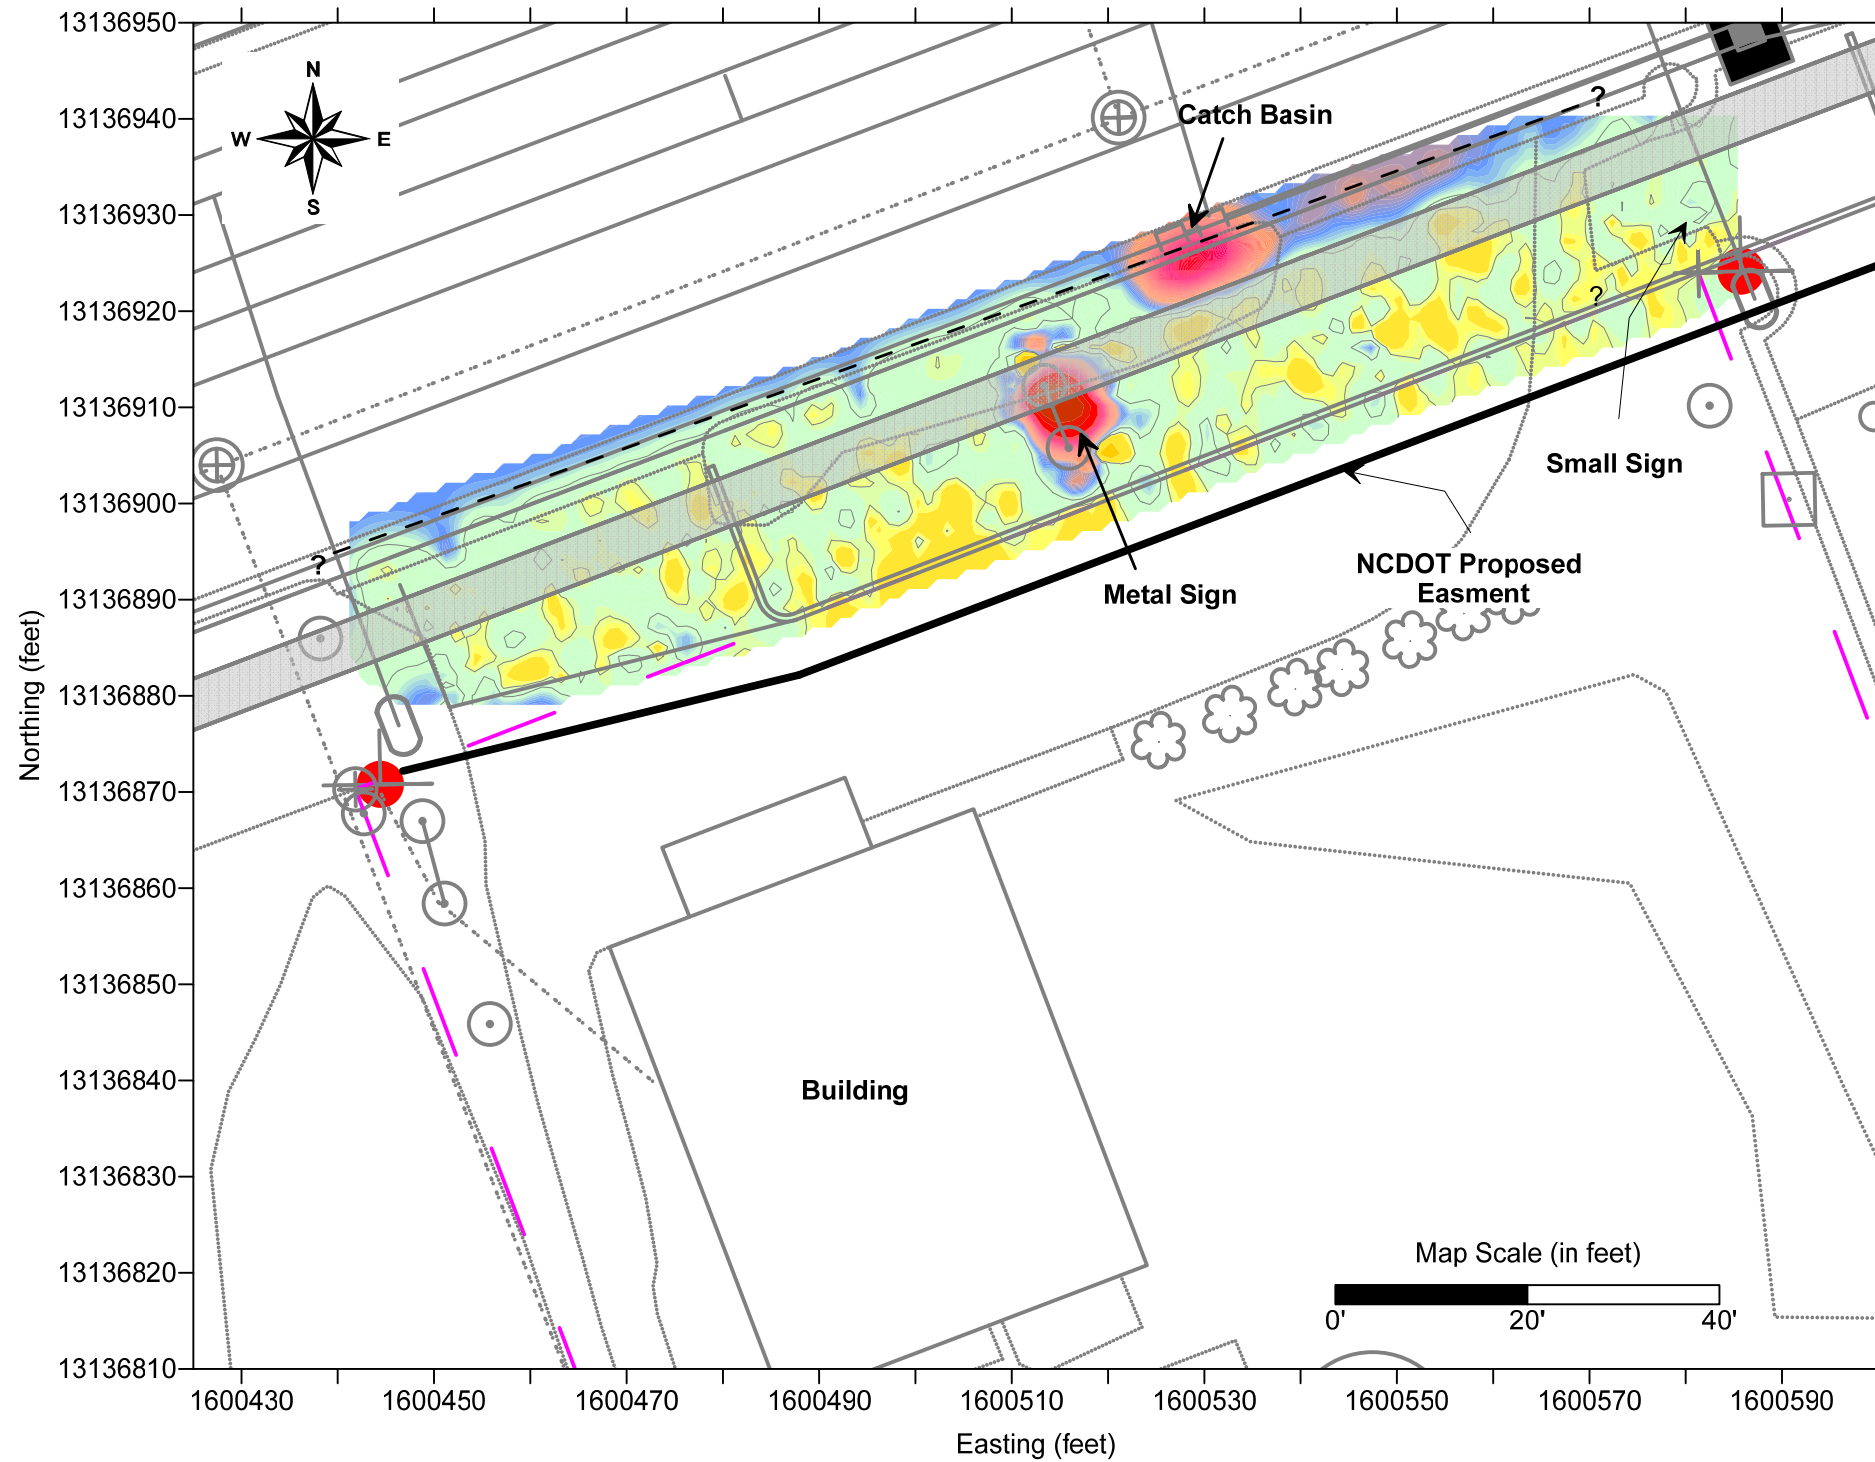 13136950
13136940
13136930
13136920
13136910
13136900
13136890
13136880
13136870
13136860
13136850
13136840
13136830
13136820
13136810
Northing (feet)
N
W E
S
?
Catch Basin
?
?
Small Sign
NCDOT Proposed
Easment
Metal Sign
Building
Map Scale (in feet)
0' 20' 40'
1600430 1600450 1600470 1600490 1600510 1600530 1600550 1600570 1600590
Easting (feet)